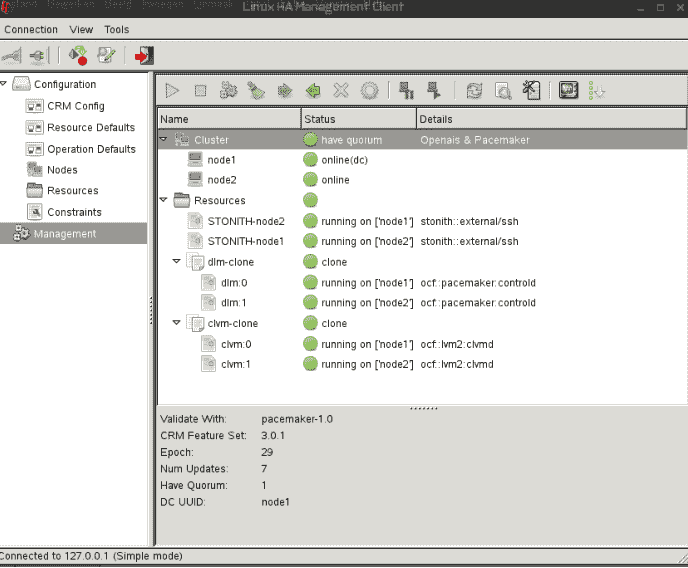 Linux HA Management Client
Connection View Tools
Configuration
CRM Config
Resource Defaults
Operation Defaults
Nodes
Resources
Constraints
Management
Name Status Details
Cluster have quorum Openais & Pacemaker
node1 online(dc)
node2 online
Resources
STONITH-node2 running on ['node1'] stonith::external/ssh
STONITH-node1 running on ['node2'] stonith::external/ssh
dlm-clone clone
dlm:0 running on ['node1'] ocf::pacemaker:controld
dlm:1 running on ['node2'] ocf::pacemaker:controld
clvm-clone clone
clvm:0 running on ['node1'] ocf::lvm2:clvmd
clvm:1 running on ['node2'] ocf::lvm2:clvmd
Validate With: pacemaker-1.0
CRM Feature Set: 3.0.1
Epoch: 29
Num Updates: 7
Have Quorum: 1
DC UUID: node1
Connected to 127.0.0.1 (Simple mode)